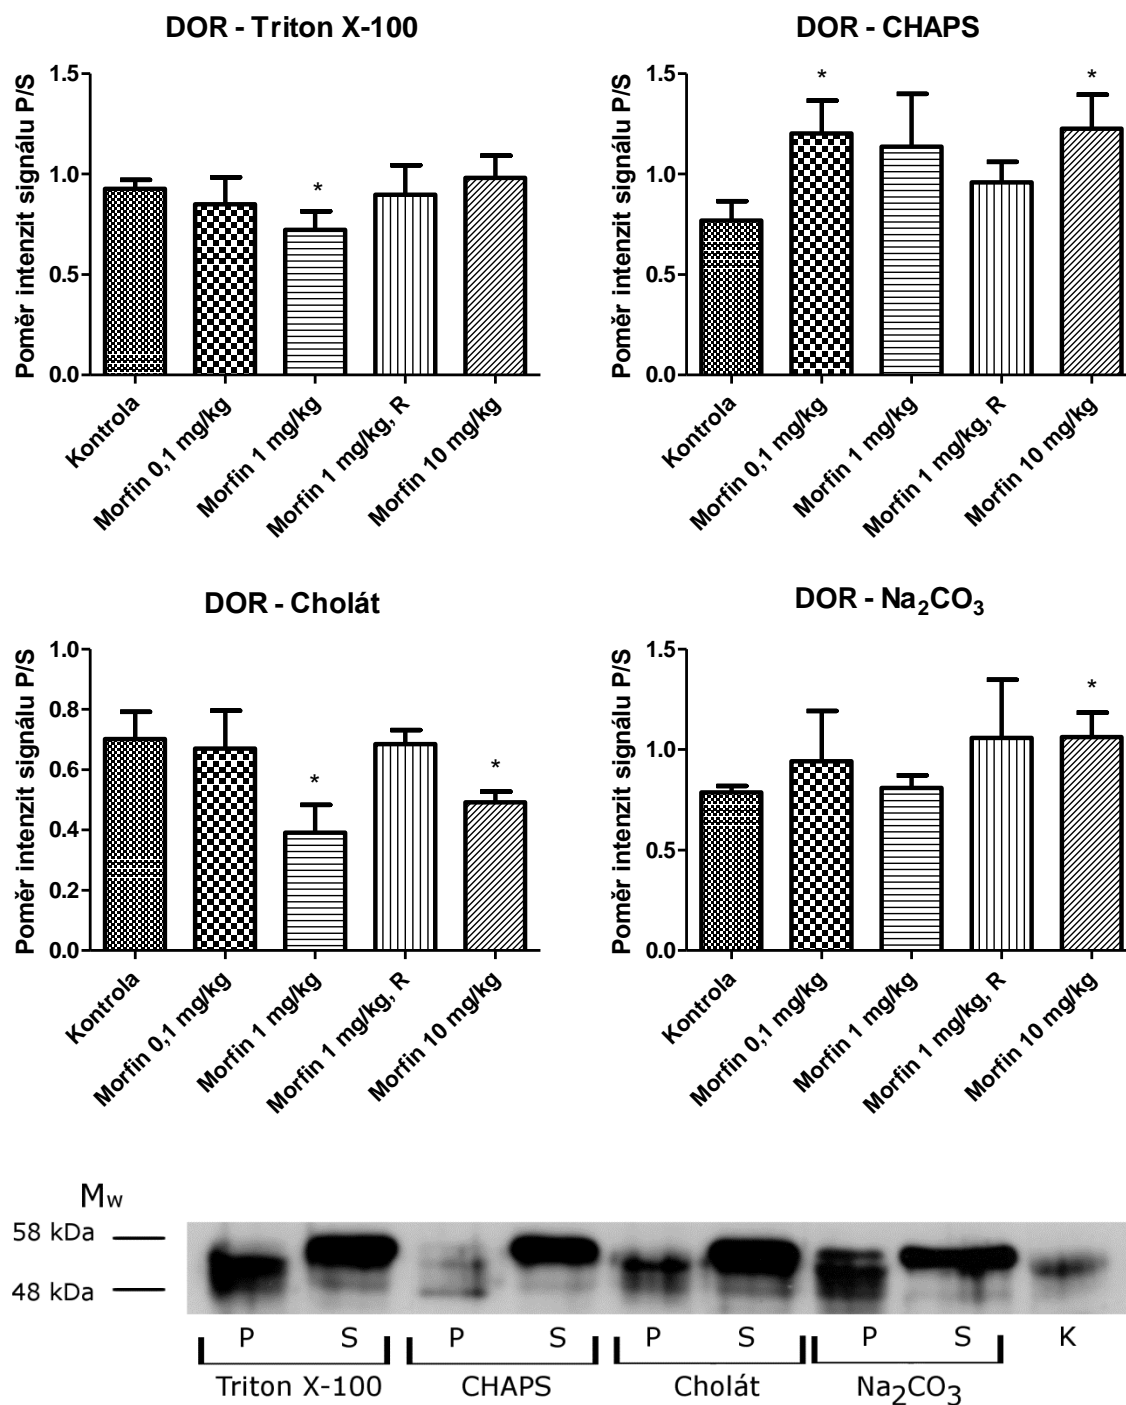 DOR - Triton X-100
Poměr intenzit signálu P/S
1.5
*
1.0
0.5
0.0
Kontrola
Morfin 0,1 mg/kg
Morfin 1 mg/kg
Morfin 1 mg/kg, R
Morfin 10 mg/kg
DOR - CHAPS
Poměr intenzit signálu P/S
1.5
* *
1.0
0.5
0.0
Kontrola
Morfin 0,1 mg/kg
Morfin 1 mg/kg
Morfin 1 mg/kg, R
Morfin 10 mg/kg
DOR - Cholát
Poměr intenzit signálu P/S
1.0
0.8
0.6
* *
0.4
0.2
0.0
Kontrola
Morfin 0,1 mg/kg
Morfin 1 mg/kg
Morfin 1 mg/kg, R
Morfin 10 mg/kg
DOR - Na₂CO₃
Poměr intenzit signálu P/S
1.5
*
1.0
0.5
0.0
Kontrola
Morfin 0,1 mg/kg
Morfin 1 mg/kg
Morfin 1 mg/kg, R
Morfin 10 mg/kg
Mw
58 kDa
48 kDa
P S P S P S P S K
Triton X-100 CHAPS Cholát Na₂CO₃